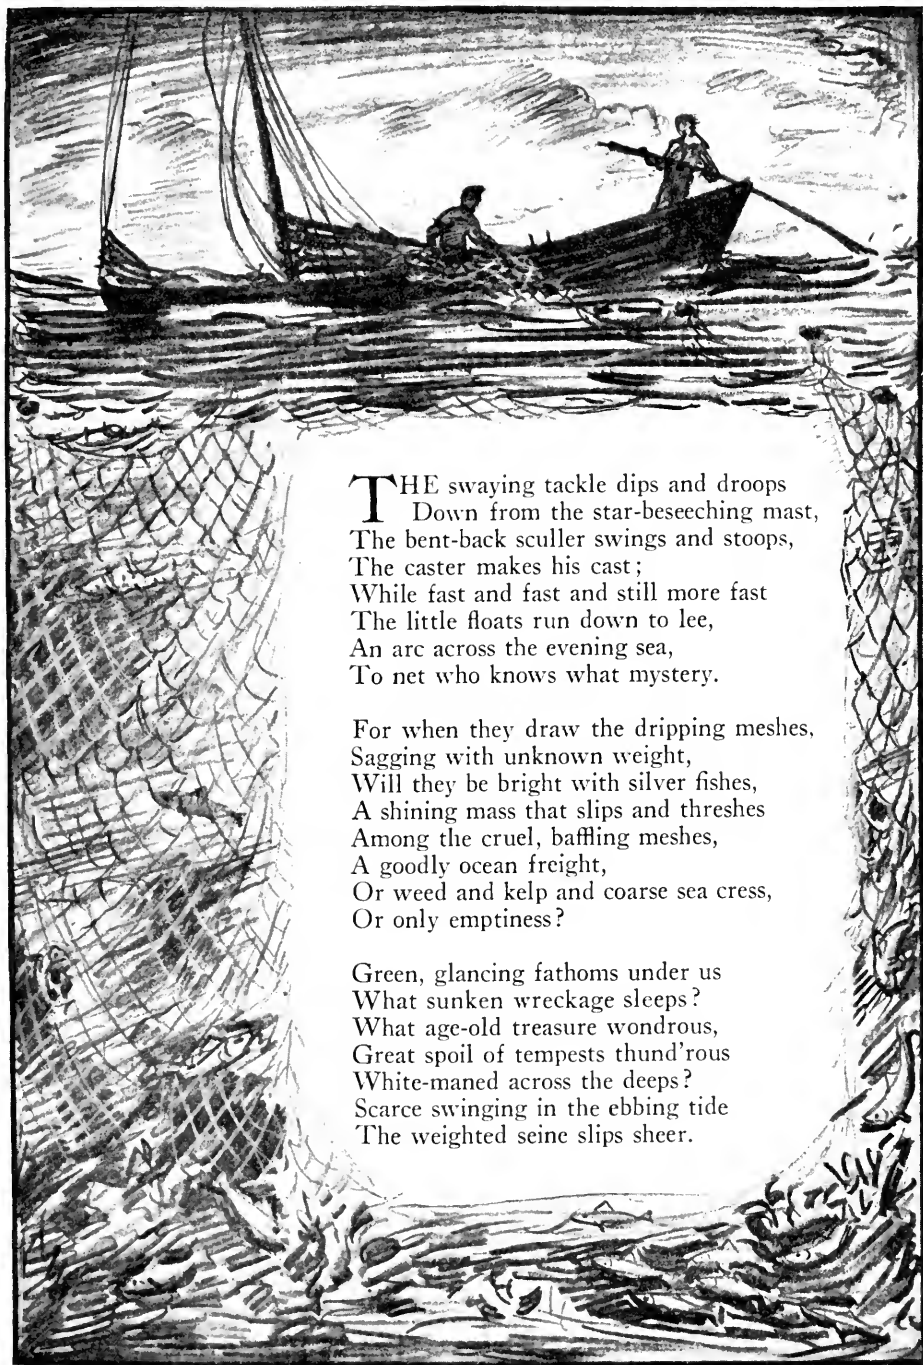 THE swaying tackle dips and droops
Down from the star-beseeching mast,
The bent-back sculler swings and stoops,
The caster makes his cast;
While fast and fast and still more fast
The little floats run down to lee,
An arc across the evening sea,
To net who knows what mystery.

For when they draw the dripping meshes,
Sagging with unknown weight,
Will they be bright with silver fishes,
A shining mass that slips and threshes
Among the cruel, baffling meshes,
A goodly ocean freight,
Or weed and kelp and coarse sea cress,
Or only emptiness?

Green, glancing fathoms under us
What sunken wreckage sleeps?
What age-old treasure wondrous,
Great spoil of tempests thund'rous
White-maned across the deeps?
Scarce swinging in the ebbing tide
The weighted seine slips sheer.